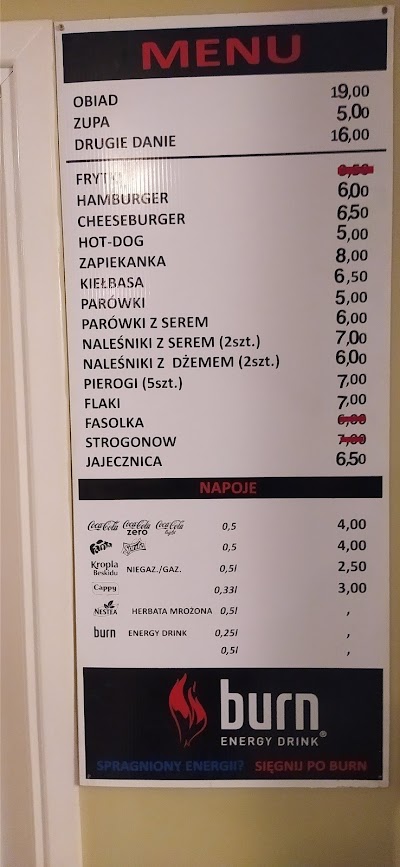 MENU
OBIAD 19,00
ZUPA 5,00
DRUGIE DANIE 16,00
FRYTKI 6,50
HAMBURGER 6,00
CHEESEBURGER 6,50
HOT-DOG 5,00
ZAPIEKANKA 8,00
KIEŁBASA 6,50
PARÓWKI 5,00
PARÓWKI Z SEREM 6,00
NALEŚNIKI Z SEREM (2szt.) 7,00
NALEŚNIKI Z DŻEMEM (2szt.) 6,00
PIEROGI (5szt.) 7,00
FLAKI 7,00
FASOLKA
STROGONOW 7,00
JAJECZNICA 6,50
NAPOJE
Coca-Cola Coca-Cola zero Coca-Cola light 0,5 4,00
Fanta Sprite 0,5 4,00
Kropla Beskidu NIEGAZ./GAZ. 0,5l 2,50
Cappy 0,33l 3,00
NESTEA HERBATA MROŻONA 0,5l ,
burn ENERGY DRINK 0,25l ,
0,5l ,
burn®
ENERGY DRINK
SPRAGNIONY ENERGII? SIĘGNIJ PO BURN